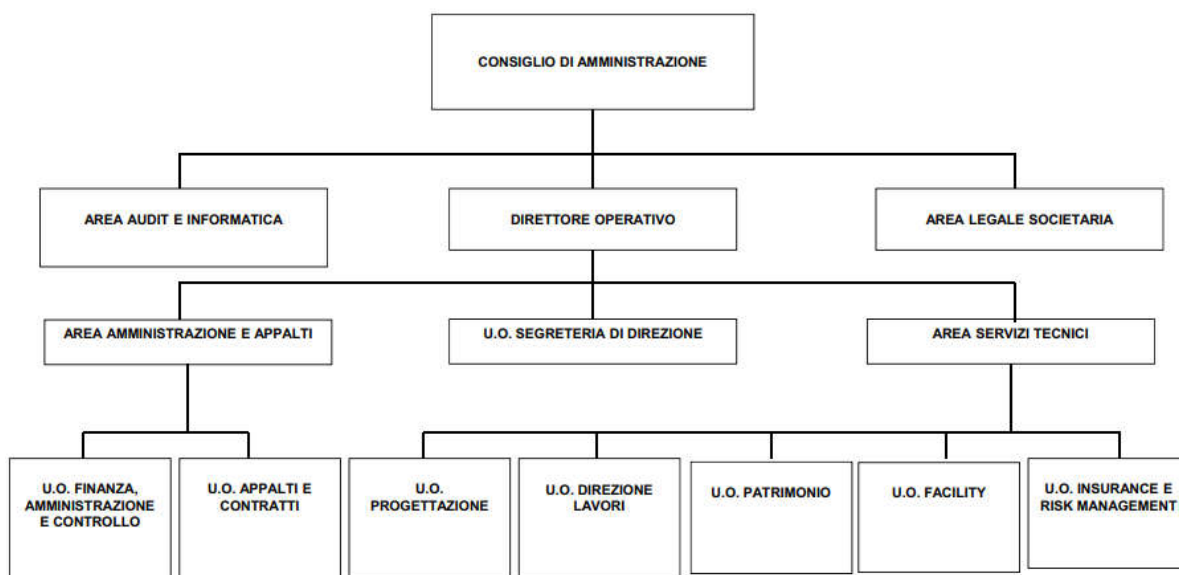 CONSIGLIO DI AMMINISTRAZIONE
AREA AUDIT E INFORMATICA
DIRETTORE OPERATIVO
AREA LEGALE SOCIETARIA
AREA AMMINISTRAZIONE E APPALTI
U.O. SEGRETERIA DI DIREZIONE
AREA SERVIZI TECNICI
U.O. FINANZA,
AMMINISTRAZIONE
E CONTROLLO
U.O. APPALTI E
CONTRATTI
U.O.
PROGETTAZIONE
U.O. DIREZIONE
LAVORI
U.O. PATRIMONIO
U.O. FACILITY
U.O. INSURANCE E
RISK MANAGEMENT